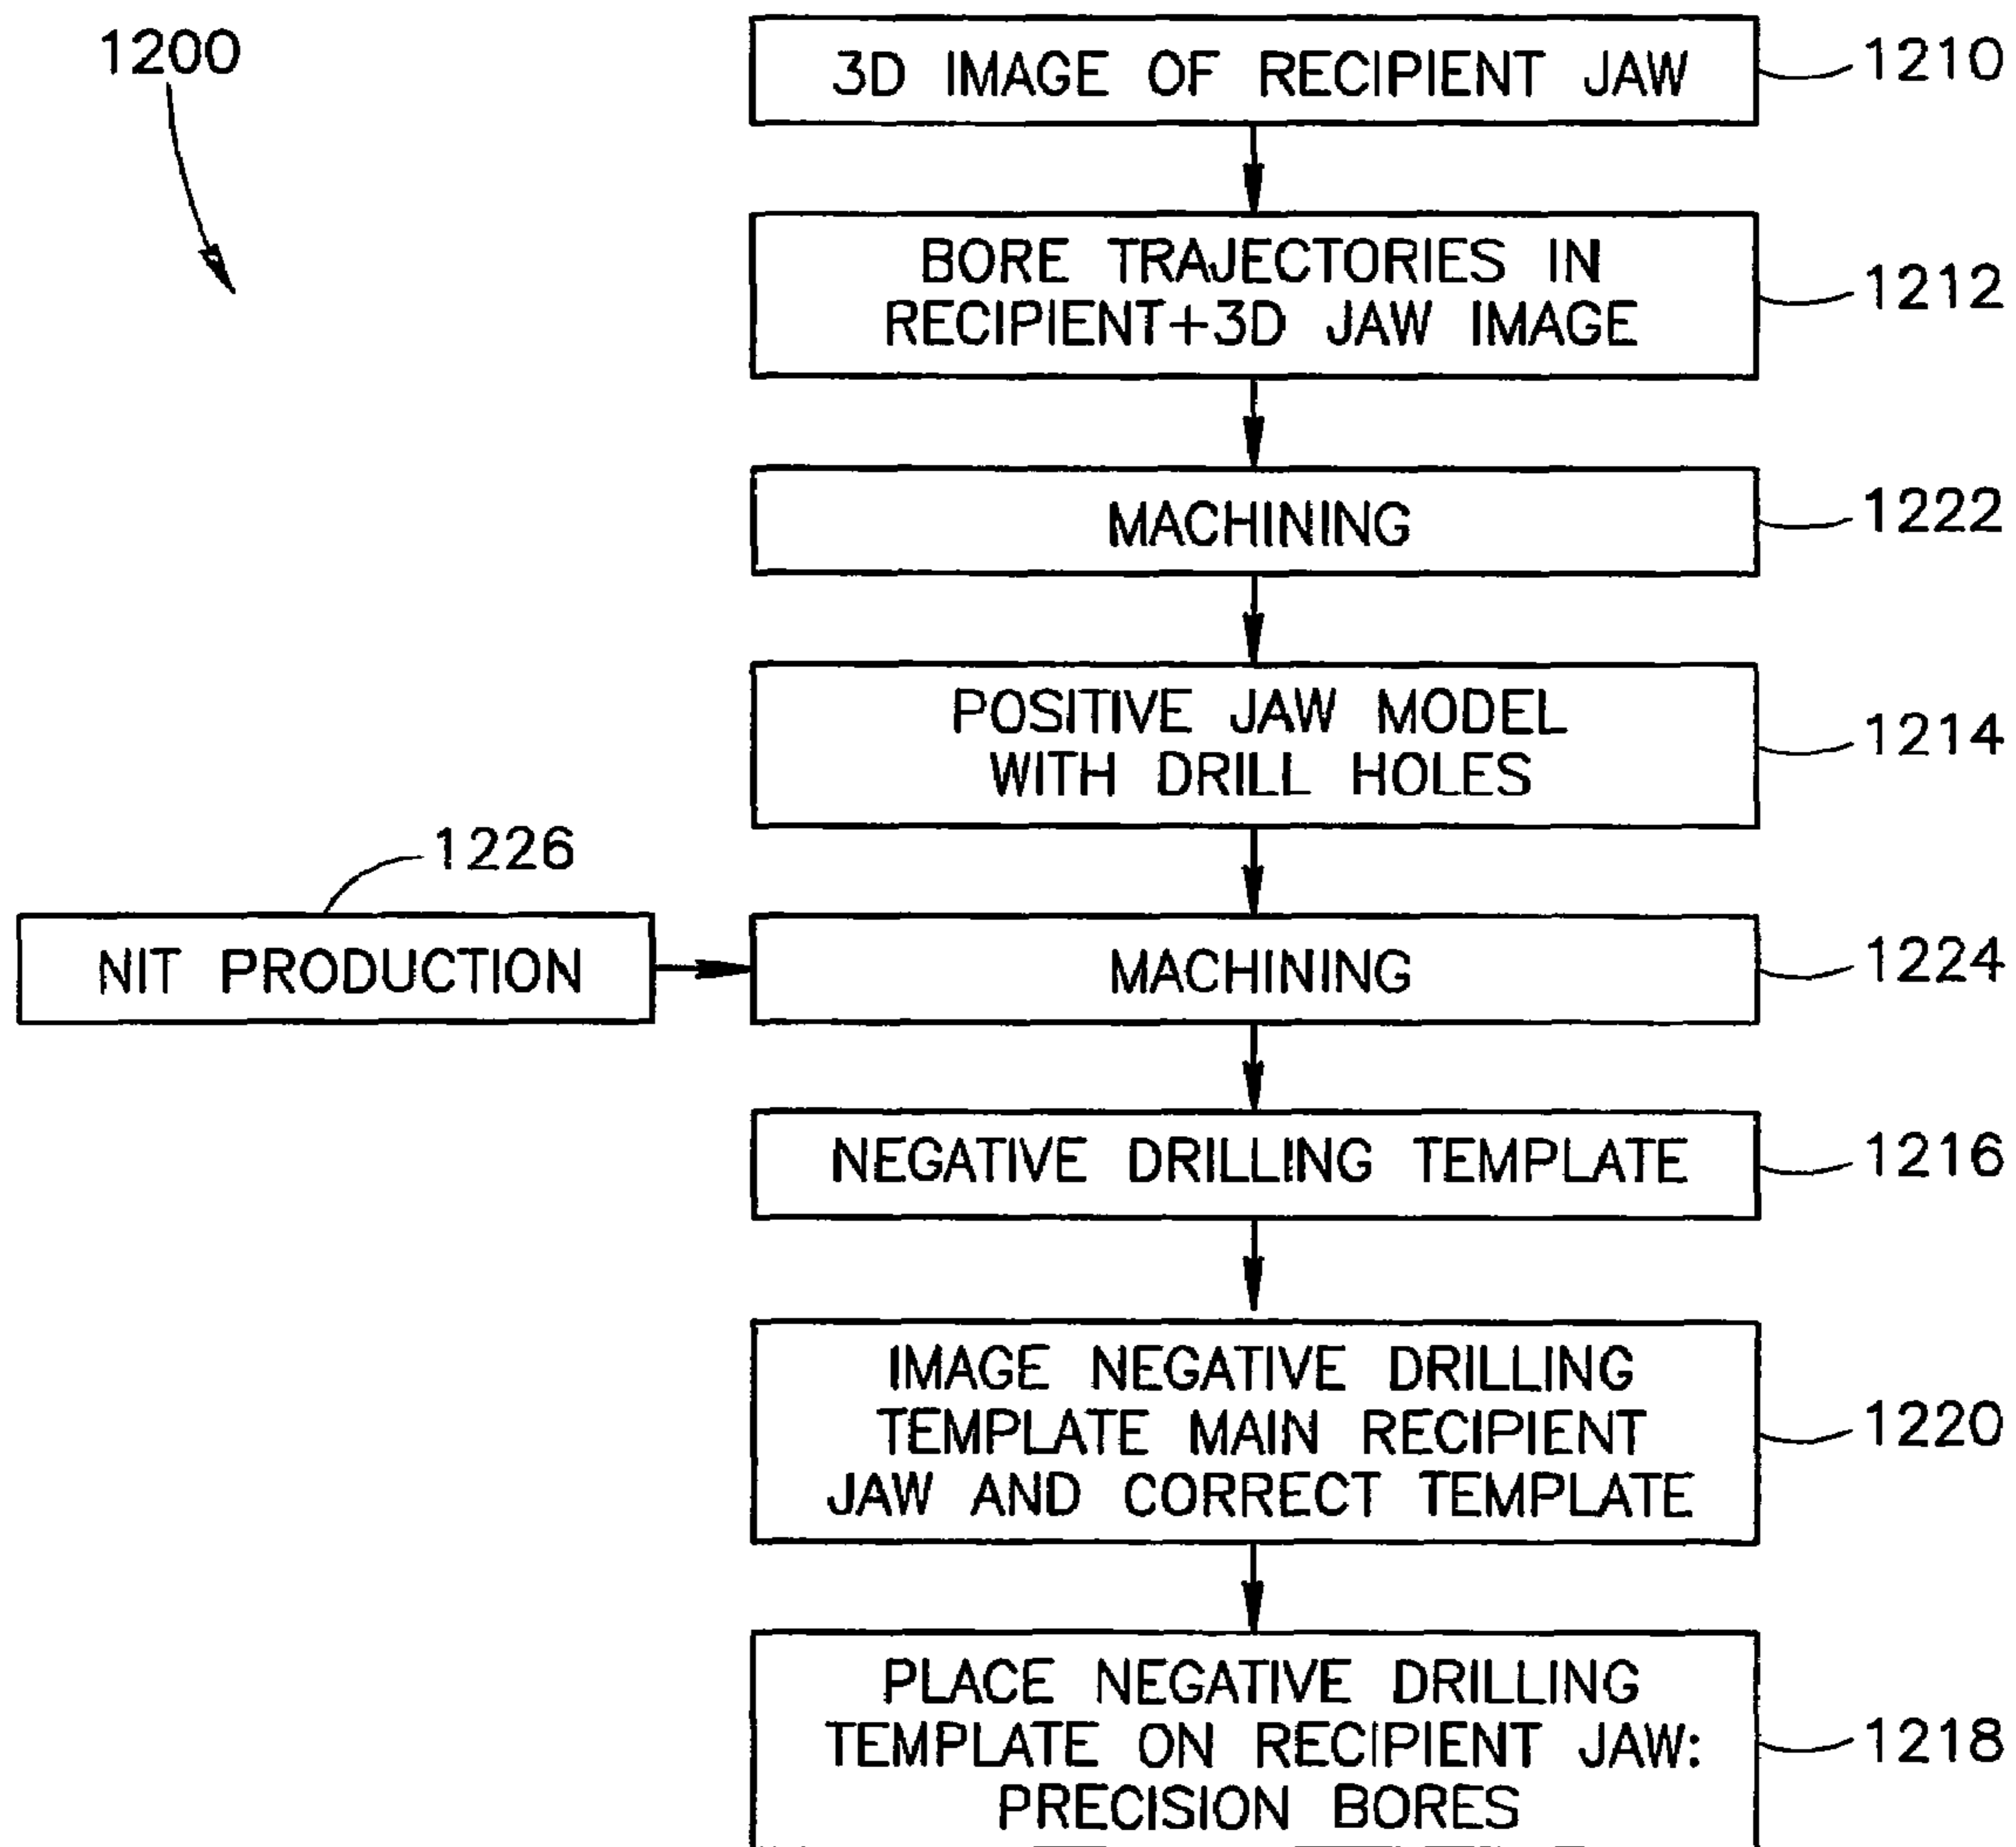 1200
3D IMAGE OF RECIPIENT JAW
1210
BORE TRAJECTORIES IN
RECIPIENT+3D JAW IMAGE
1212
MACHINING
1222
POSITIVE JAW MODEL
WITH DRILL HOLES
1214
1226
NIT PRODUCTION
MACHINING
1224
NEGATIVE DRILLING TEMPLATE
1216
IMAGE NEGATIVE DRILLING
TEMPLATE MAIN RECIPIENT
JAW AND CORRECT TEMPLATE
1220
PLACE NEGATIVE DRILLING
TEMPLATE ON RECIPIENT JAW:
PRECISION BORES
1218